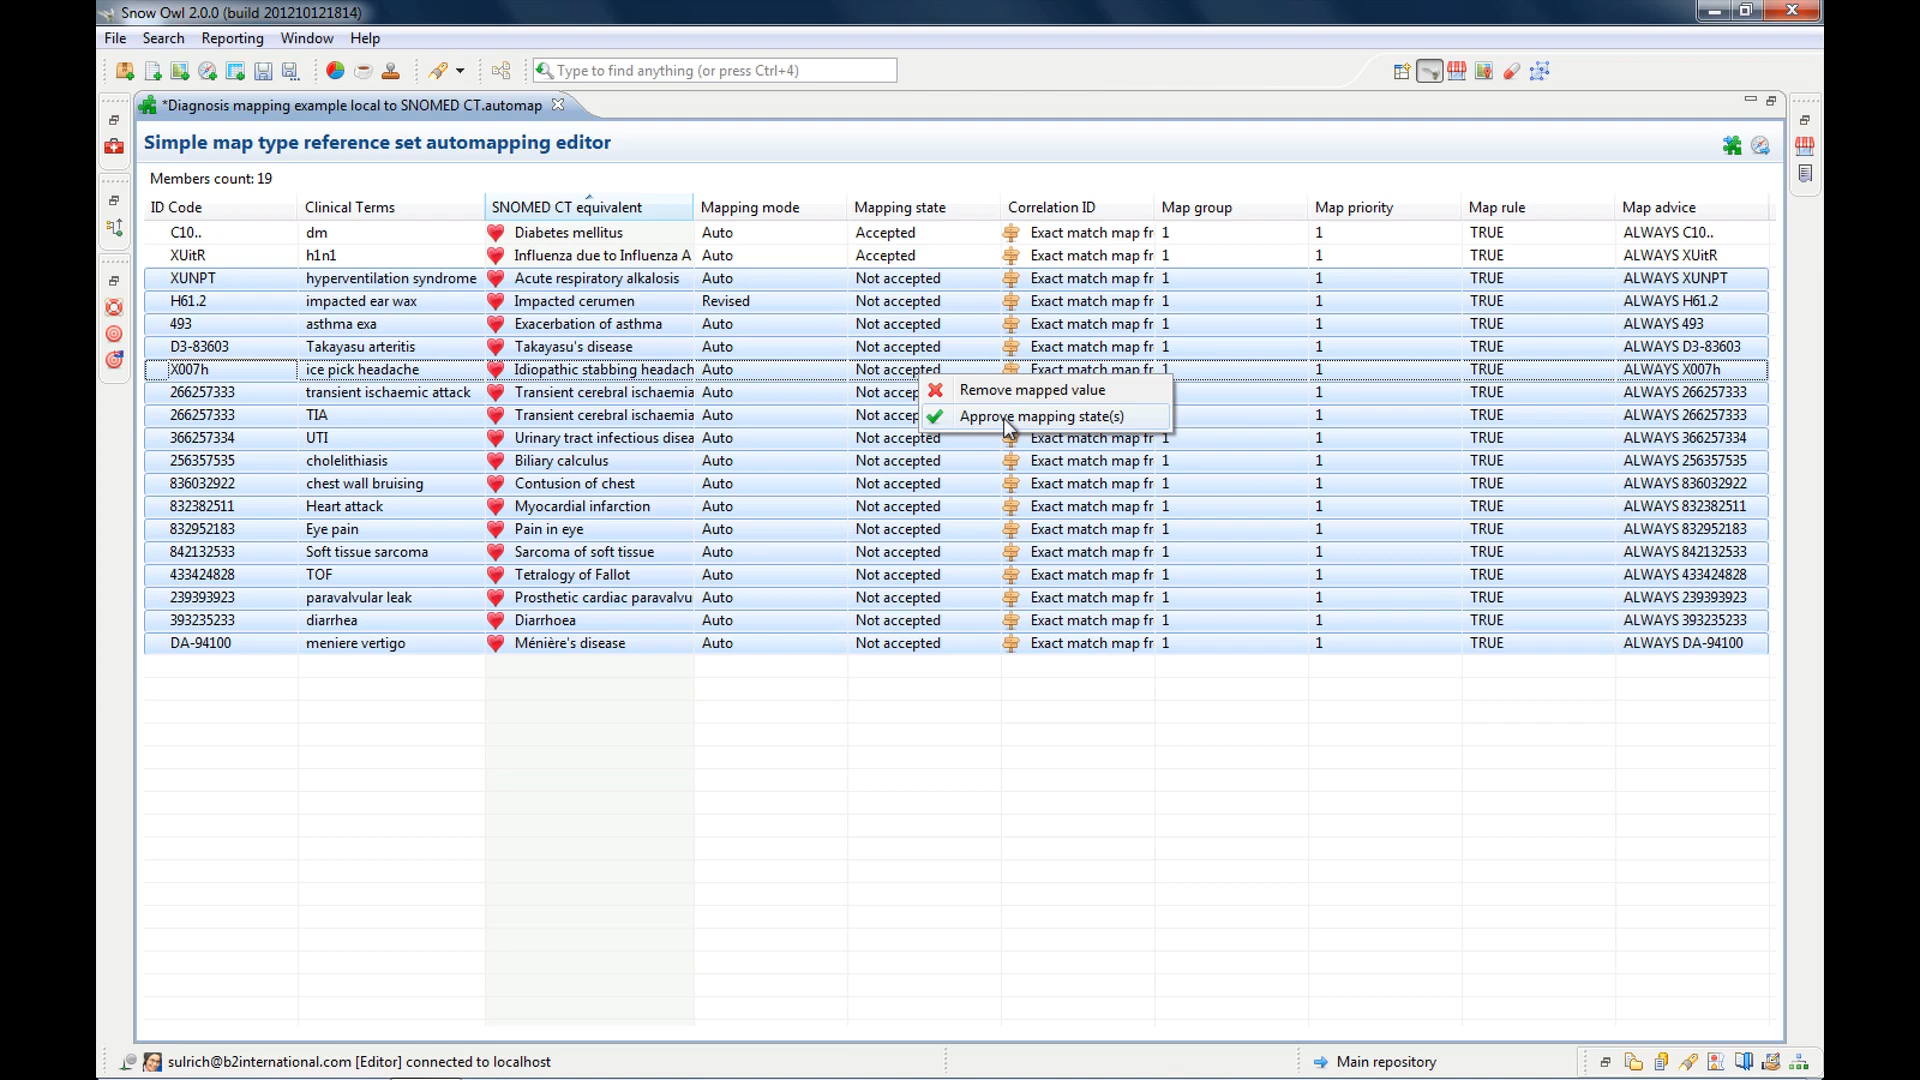 Snow Owl 2.0.0 (build 201210121814)
File Search Reporting Window Help
Type to find anything (or press Ctrl+4)
*Diagnosis mapping example local to SNOMED CT.automap
Simple map type reference set automapping editor
Members count: 19
ID Code Clinical Terms SNOMED CT equivalent Mapping mode Mapping state Correlation ID Map group Map priority Map rule Map advice
C10.. dm Diabetes mellitus Auto Accepted Exact match map fr 1 1 TRUE ALWAYS C10..
XUitR h1n1 Influenza due to Influenza A Auto Accepted Exact match map fr 1 1 TRUE ALWAYS XUitR
XUNPT hyperventilation syndrome Acute respiratory alkalosis Auto Not accepted Exact match map fr 1 1 TRUE ALWAYS XUNPT
H61.2 impacted ear wax Impacted cerumen Revised Not accepted Exact match map fr 1 1 TRUE ALWAYS H61.2
493 asthma exa Exacerbation of asthma Auto Not accepted Exact match map fr 1 1 TRUE ALWAYS 493
D3-83603 Takayasu arteritis Takayasu's disease Auto Not accepted Exact match map fr 1 1 TRUE ALWAYS D3-83603
X007h ice pick headache Idiopathic stabbing headach Auto Not accepted Exact match map fr 1 1 TRUE ALWAYS X007h
266257333 transient ischaemic attack Transient cerebral ischaemia Auto Not accep 1 TRUE ALWAYS 266257333
Remove mapped value
266257333 TIA Transient cerebral ischaemia Auto Not accep 1 TRUE ALWAYS 266257333
Approve mapping state(s)
366257334 UTI Urinary tract infectious disea Auto Not accepted Exact match map fr 1 1 TRUE ALWAYS 366257334
256357535 cholelithiasis Biliary calculus Auto Not accepted Exact match map fr 1 1 TRUE ALWAYS 256357535
836032922 chest wall bruising Contusion of chest Auto Not accepted Exact match map fr 1 1 TRUE ALWAYS 836032922
832382511 Heart attack Myocardial infarction Auto Not accepted Exact match map fr 1 1 TRUE ALWAYS 832382511
832952183 Eye pain Pain in eye Auto Not accepted Exact match map fr 1 1 TRUE ALWAYS 832952183
842132533 Soft tissue sarcoma Sarcoma of soft tissue Auto Not accepted Exact match map fr 1 1 TRUE ALWAYS 842132533
433424828 TOF Tetralogy of Fallot Auto Not accepted Exact match map fr 1 1 TRUE ALWAYS 433424828
239393923 paravalvular leak Prosthetic cardiac paravalvu Auto Not accepted Exact match map fr 1 1 TRUE ALWAYS 239393923
393235233 diarrhea Diarrhoea Auto Not accepted Exact match map fr 1 1 TRUE ALWAYS 393235233
DA-94100 meniere vertigo Ménière's disease Auto Not accepted Exact match map fr 1 1 TRUE ALWAYS DA-94100
sulrich@b2international.com [Editor] connected to localhost
Main repository